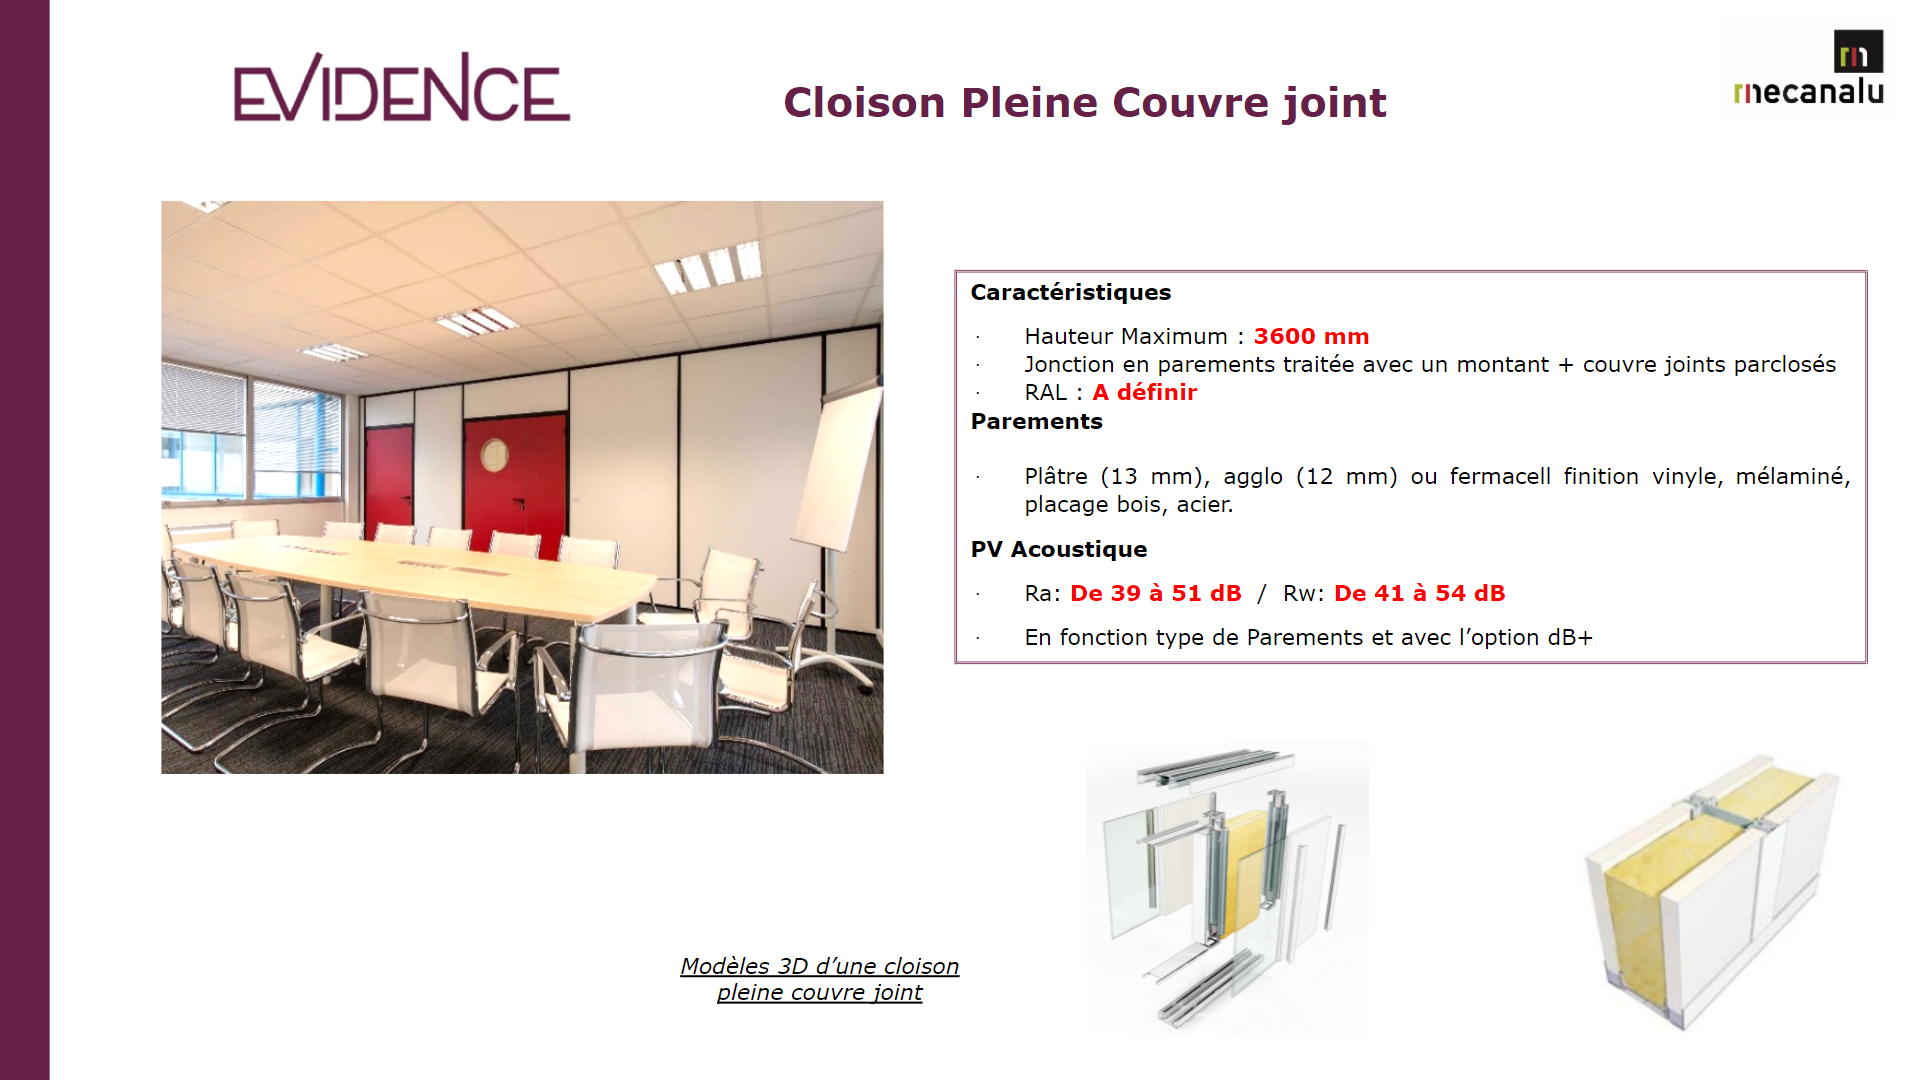 EVIDENCE
Cloison Pleine Couvre joint
mecanalu
Caractéristiques
· Hauteur Maximum : 3600 mm
· Jonction en parements traitée avec un montant + couvre joints parclosés
· RAL : A définir
Parements
· Plâtre (13 mm), agglo (12 mm) ou fermacell finition vinyle, mélaminé,
placage bois, acier.
PV Acoustique
· Ra: De 39 à 51 dB / Rw: De 41 à 54 dB
· En fonction type de Parements et avec l’option dB+
Modèles 3D d’une cloison
pleine couvre joint